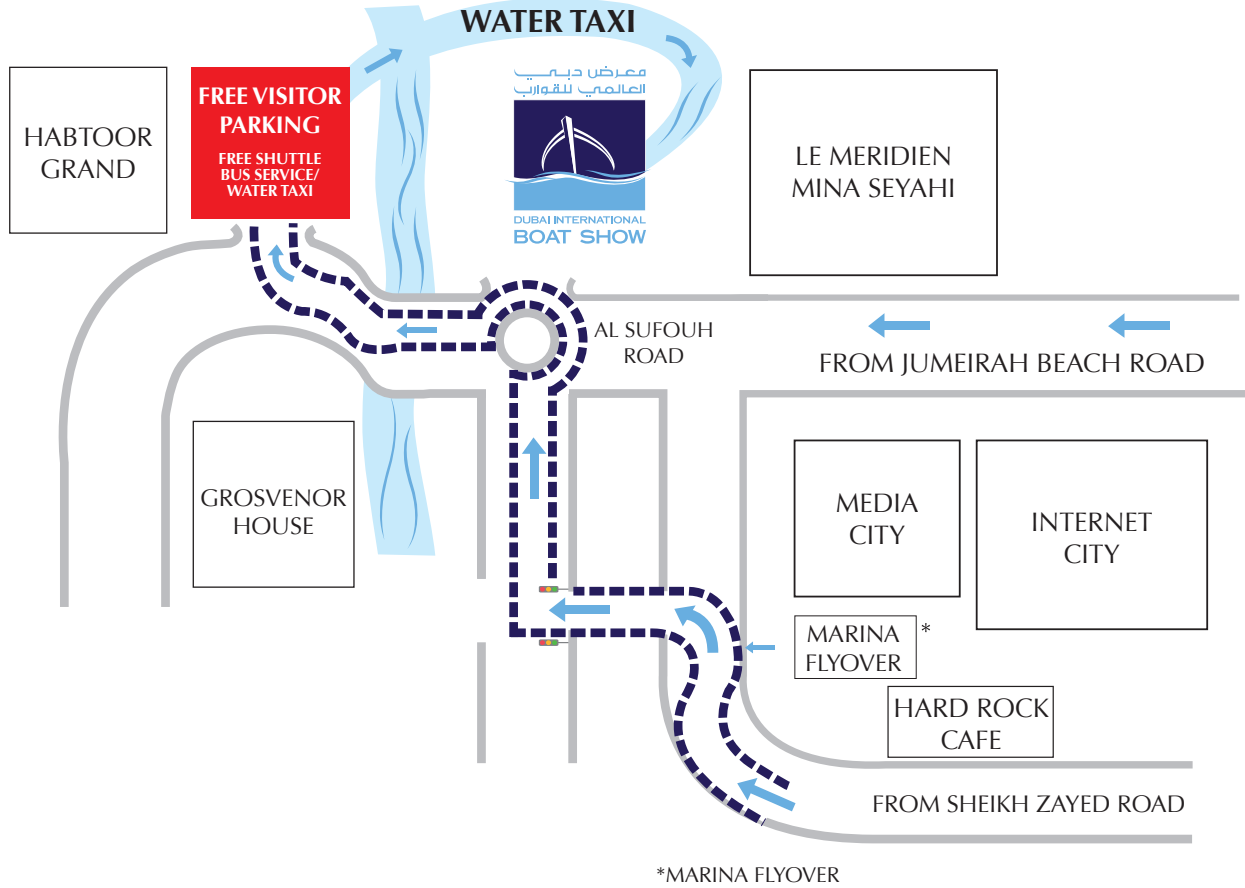 WATER TAXI
HABTOOR
GRAND
FREE VISITOR
PARKING
FREE SHUTTLE
BUS SERVICE/
WATER TAXI
معرض دبي
العالمي للقوارب
DUBAI INTERNATIONAL
BOAT SHOW
LE MERIDIEN
MINA SEYAHI
AL SUFOUH
ROAD
FROM JUMEIRAH BEACH ROAD
GROSVENOR
HOUSE
MEDIA
CITY
INTERNET
CITY
MARINA
FLYOVER
*
HARD ROCK
CAFE
FROM SHEIKH ZAYED ROAD
*MARINA FLYOVER